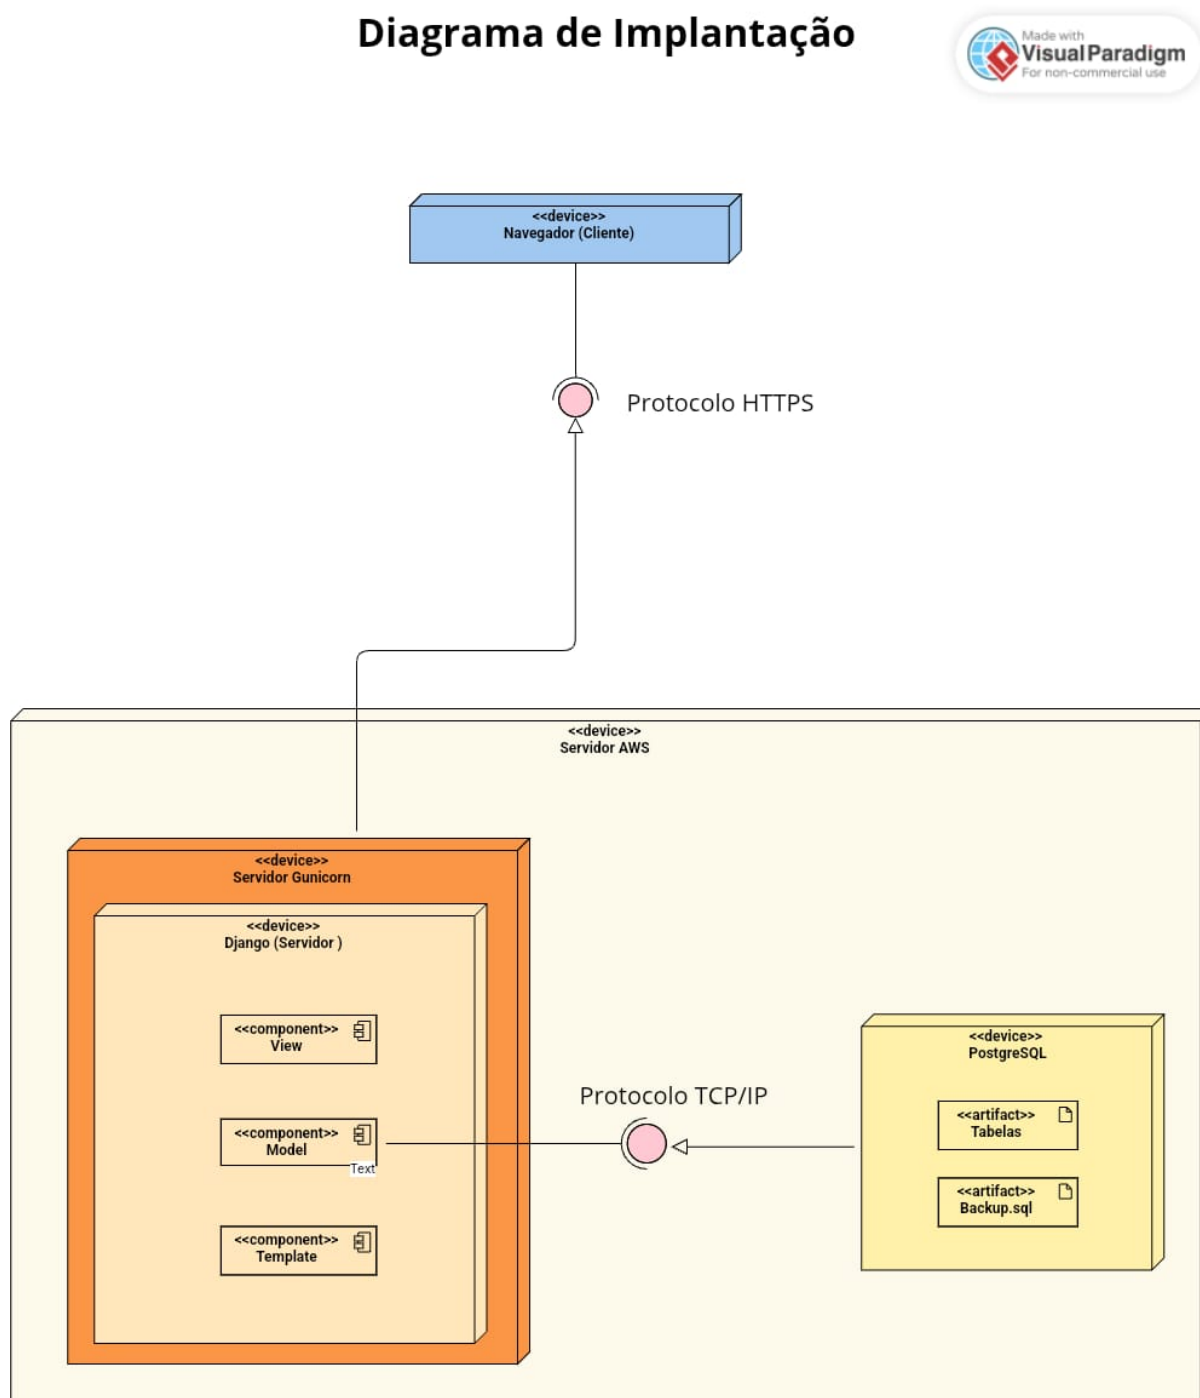 Diagrama de Implantação
Made with
Visual Paradigm
For non-commercial use
<<device>>
Navegador (Cliente)
Protocolo HTTPS
<<device>>
Servidor AWS
<<device>>
Servidor Gunicorn
<<device>>
Django (Servidor )
<<component>>
View
<<component>>
Model
Text
<<component>>
Template
Protocolo TCP/IP
<<device>>
PostgreSQL
<<artifact>>
Tabelas
<<artifact>>
Backup.sql